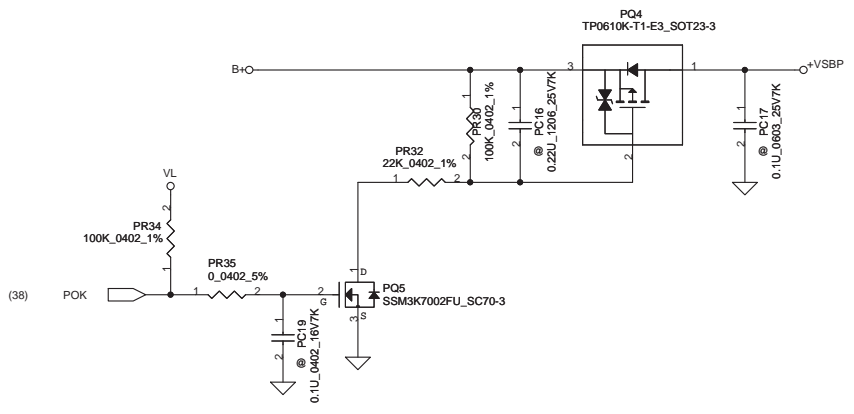 PQ4
TP0610K-T1-E3_SOT23-3
B+
3
1
+VSBP
1
PR30
100K_0402_1%
2
1
@ PC16
0.22U_1206_25V7K
2
2
1
@ PC17
0.1U_0603_25V7K
2
PR32
22K_0402_1%
1
2
VL
2
PR34
100K_0402_1%
1
PR35
0_0402_5%
(38)
POK
1
2
2
G
1
D
3
S
PQ5
SSM3K7002FU_SC70-3
1
@ PC19
0.1U_0402_16V7K
2